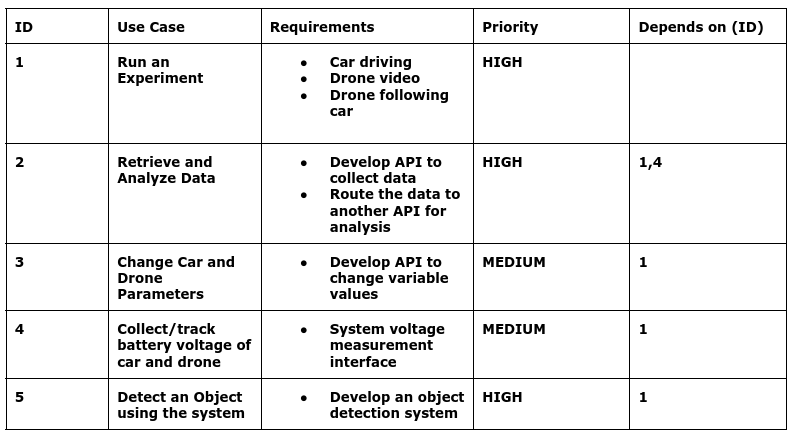 ID Use Case Requirements Priority Depends on (ID)
1 Run an ● Car driving HIGH
Experiment ● Drone video
● Drone following
car
2 Retrieve and ● Develop API to HIGH 1,4
Analyze Data collect data
● Route the data to
another API for
analysis
3 Change Car and ● Develop API to MEDIUM 1
Drone change variable
Parameters values
4 Collect/track ● System voltage MEDIUM 1
battery voltage of measurement
car and drone interface
5 Detect an Object ● Develop an object HIGH 1
using the system detection system